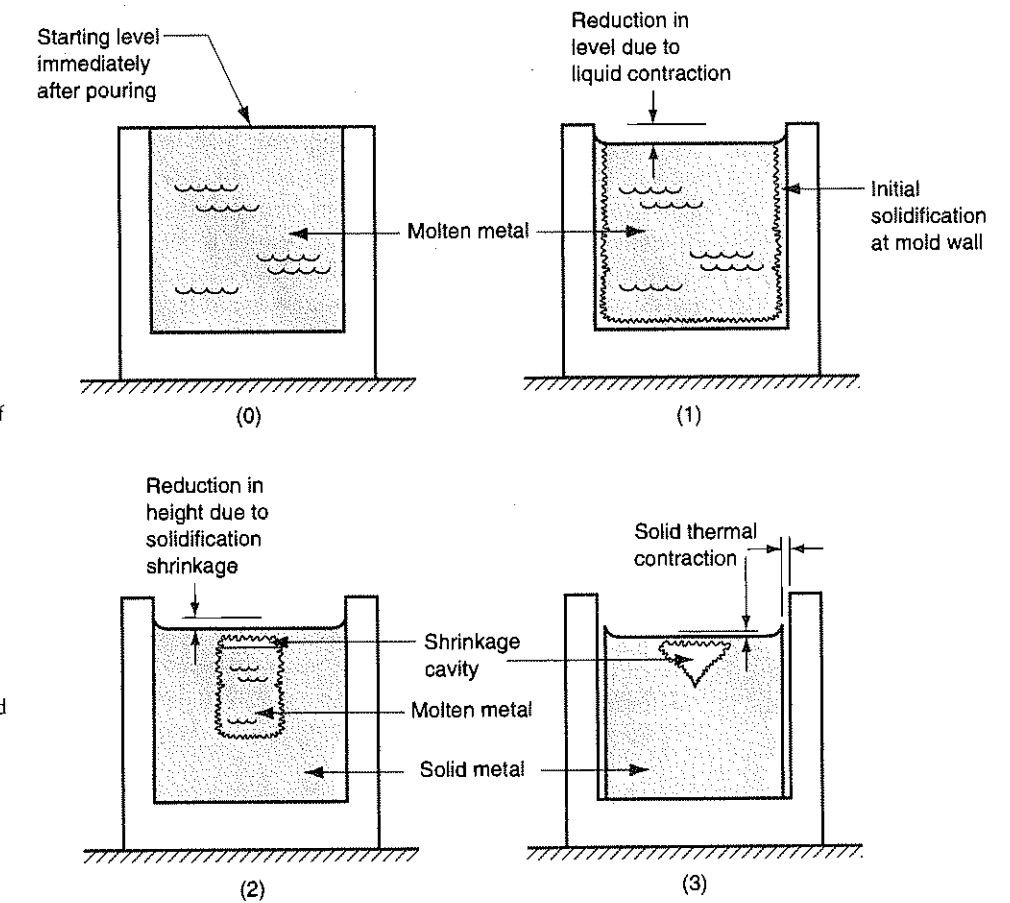 Starting level
immediately
after pouring
Reduction in
level due to
liquid contraction
Molten metal
Initial
solidification
at mold wall
(0)
(1)
f
Reduction in
height due to
solidification
shrinkage
Solid thermal
contraction
Shrinkage
cavity
Molten metal
Solid metal
d
(2)
(3)